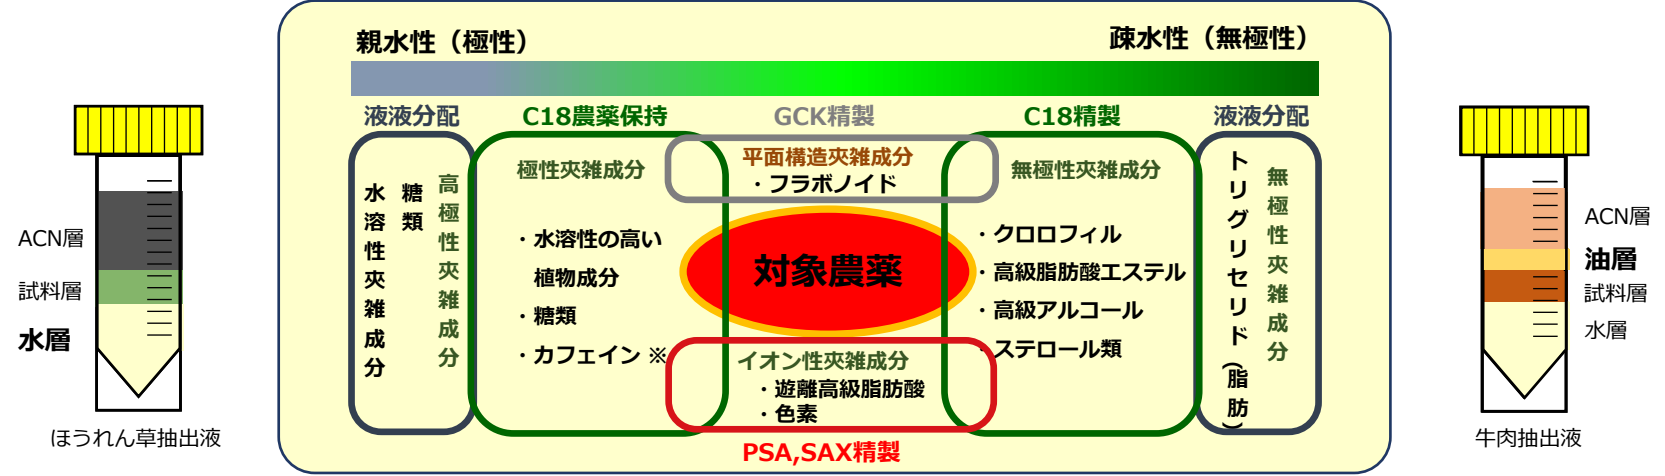 親水性（極性）
疎水性（無極性）
液液分配
C18農薬保持
GCK精製
C18精製
液液分配
水溶性夾雑成分
糖類
高極性夾雑成分
極性夾雑成分
・水溶性の高い
植物成分
・糖類
・カフェイン ※
平面構造夾雑成分
・フラボノイド
対象農薬
イオン性夾雑成分
・遊離高級脂肪酸
・色素
PSA,SAX精製
無極性夾雑成分
・クロロフィル
・高級脂肪酸エステル
・高級アルコール
・ステロール類
トリグリセリド(脂肪)
無極性夾雑成分
ACN層
試料層
水層
ほうれん草抽出液
ACN層
油層
試料層
水層
牛肉抽出液